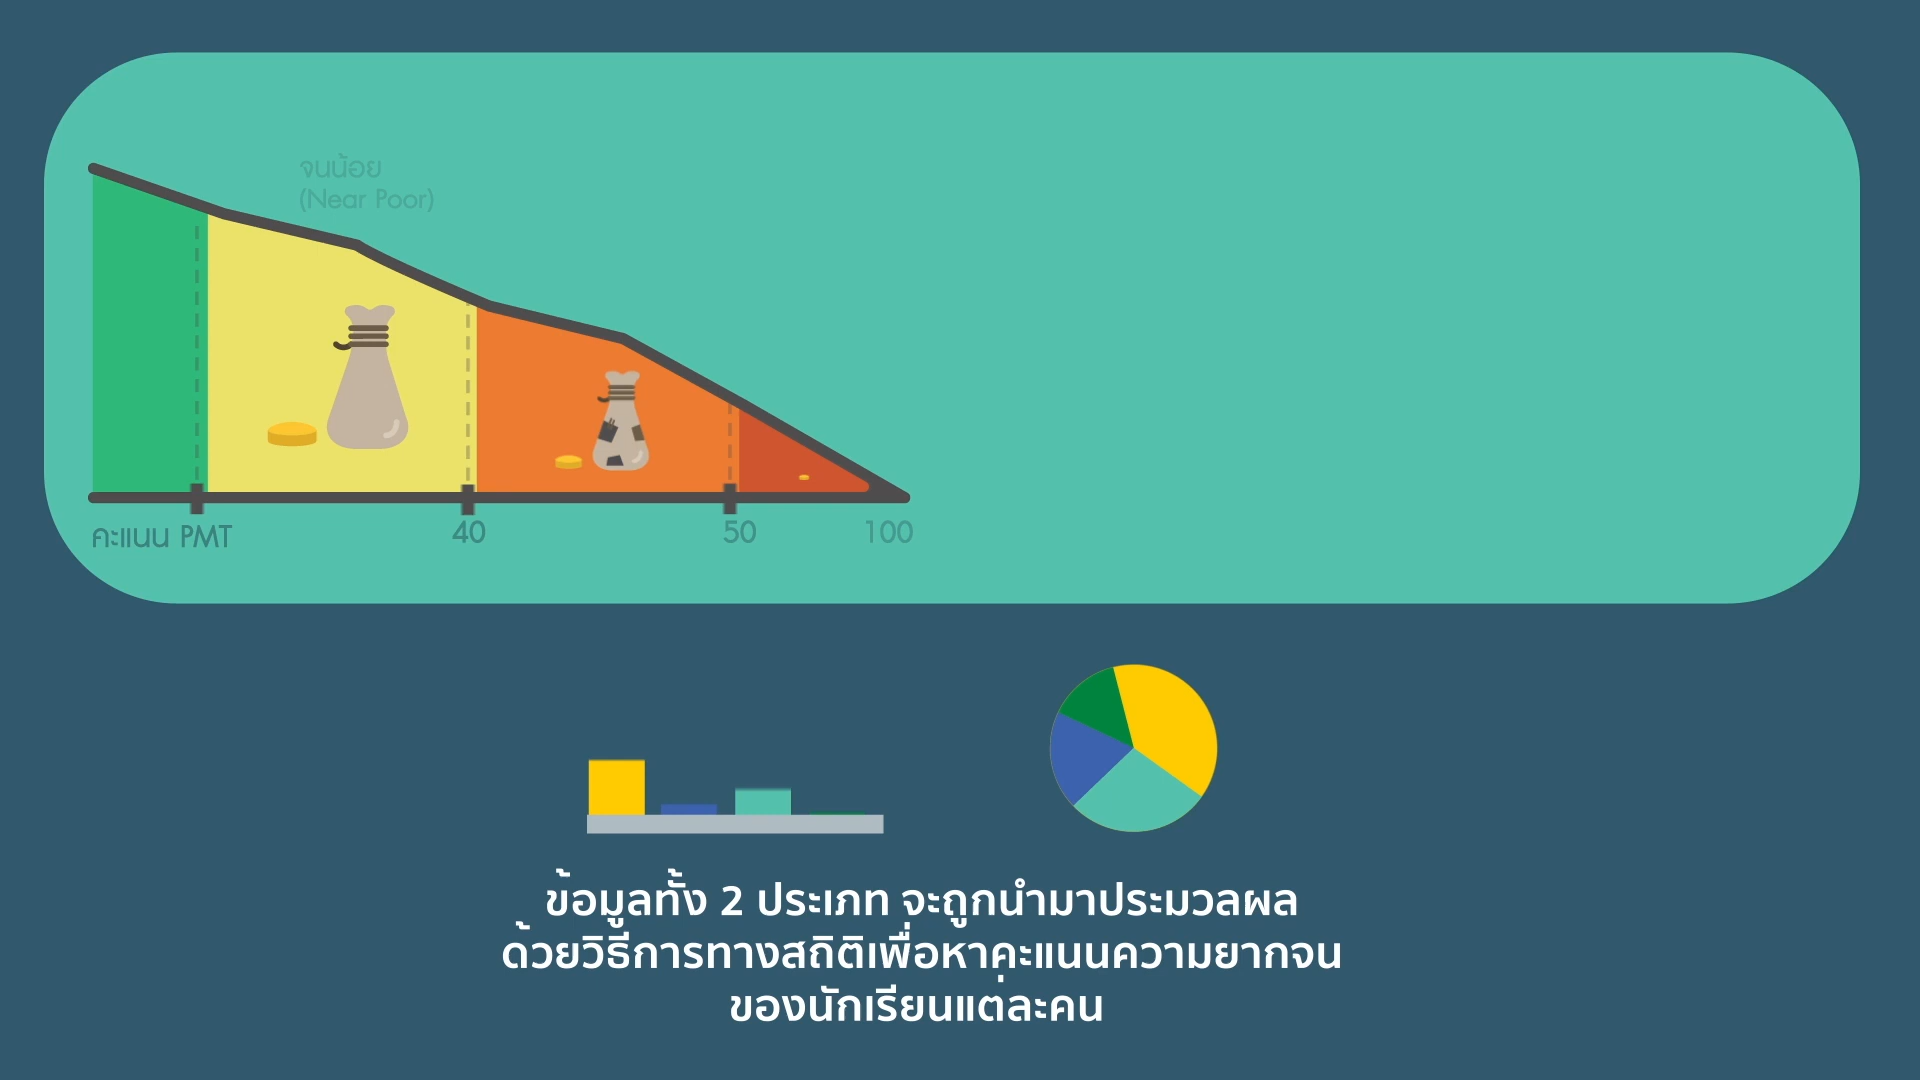 จนน้อย
(Near Poor)
คะแนน PMT
40
50
100
ข้อมูลทั้ง 2 ประเภท จะถูกนำมาประมวลผล
ด้วยวิธีการทางสถิติเพื่อหาคะแนนความยากจน
ของนักเรียนแต่ละคน